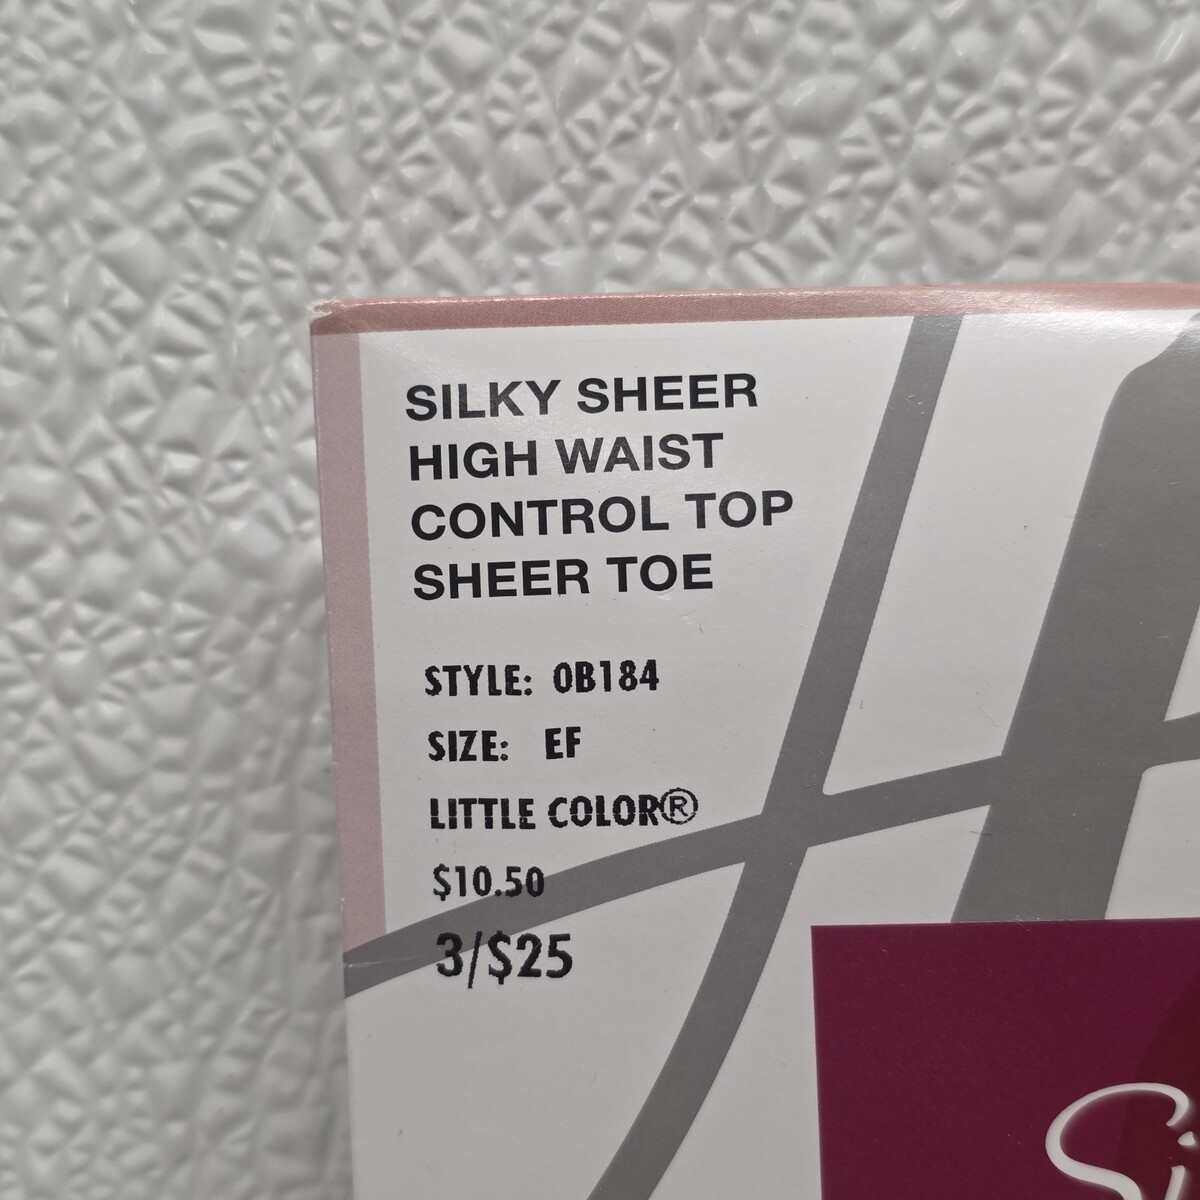 SILKY SHEER
HIGH WAIST
CONTROL TOP
SHEER TOE
STYLE: 0B184
SIZE: EF
LITTLE COLOR®
$10.50
3/$25